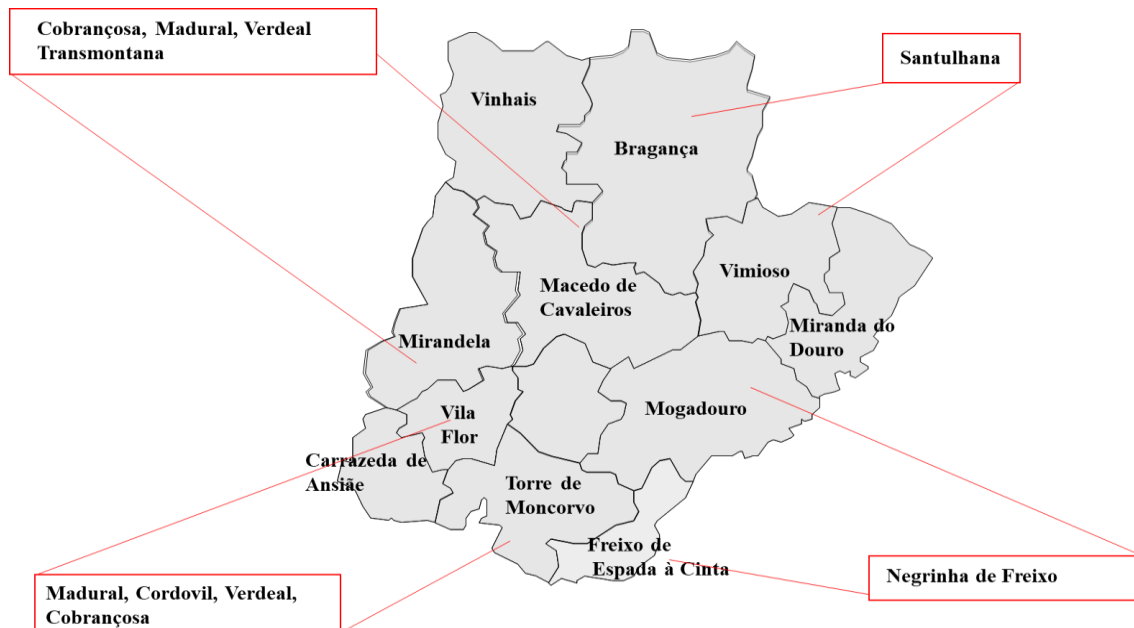 Cobrançosa, Madural, Verdeal
Transmontana
Santulhana
Vinhais
Bragança
Vimioso
Macedo de
Cavaleiros
Miranda do
Douro
Mirandela
Mogadouro
Vila
Flor
Carrazeda de
Ansiãe
Torre de
Moncorvo
Freixo de
Espada à Cinta
Negrinha de Freixo
Madural, Cordovil, Verdeal,
Cobrançosa